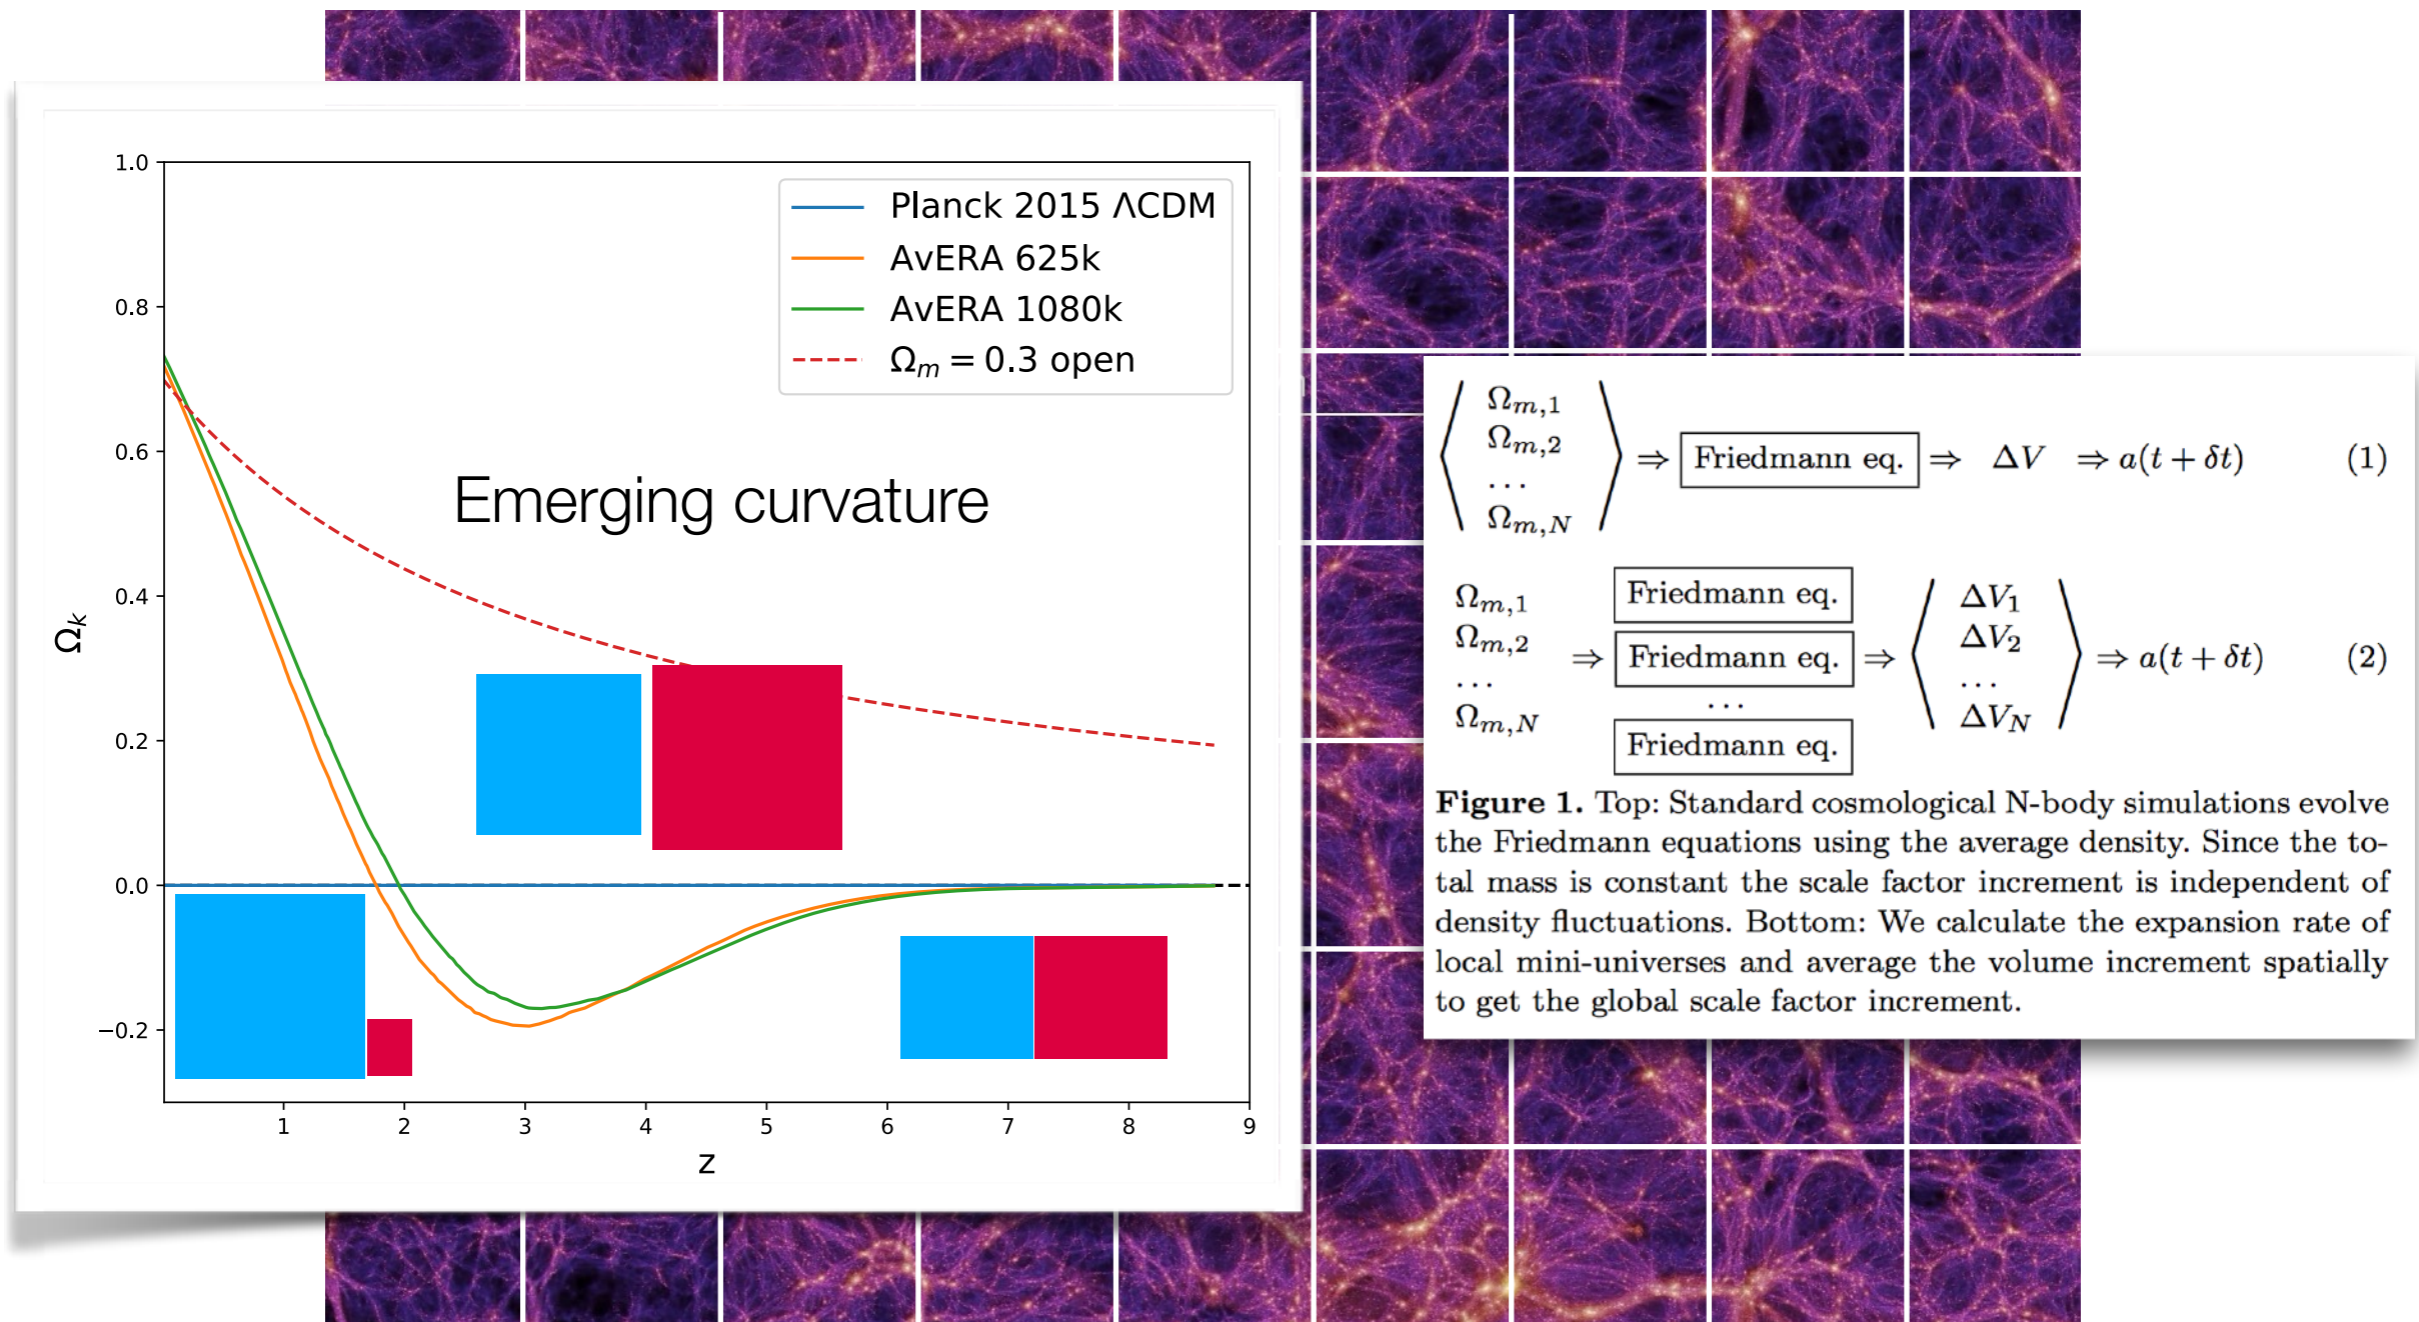 1.0
0.8
0.6
0.4
0.2
0.0
−0.2
Ωk
1 2 3 4 5 6 7 8 9
z
Planck 2015 ΛCDM
AvERA 625k
AvERA 1080k
Ωm = 0.3 open
Emerging curvature
Ωm,1
Ωm,2
...
Ωm,N
⇒ Friedmann eq. ⇒ ΔV ⇒ a(t + δt) (1)
Ωm,1
Ωm,2
...
Ωm,N
⇒
Friedmann eq.
Friedmann eq.
...
Friedmann eq.
⇒
ΔV1
ΔV2
...
ΔVN
⇒ a(t + δt) (2)
Figure 1. Top: Standard cosmological N-body simulations evolve
the Friedmann equations using the average density. Since the to-
tal mass is constant the scale factor increment is independent of
density fluctuations. Bottom: We calculate the expansion rate of
local mini-universes and average the volume increment spatially
to get the global scale factor increment.